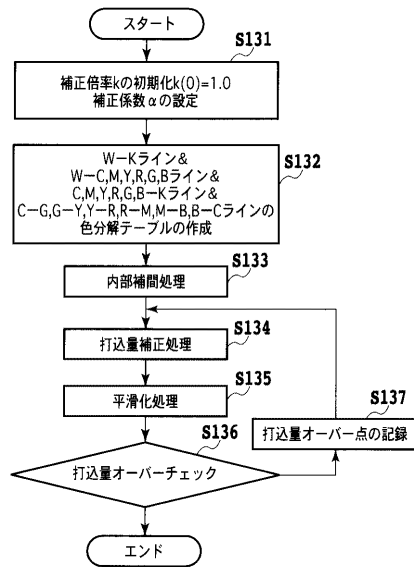 スタート
S131
補正倍率kの初期化k(0)=1.0
補正係数αの設定
S132
W－Kライン&
W－C,M,Y,R,G,Bライン&
C,M,Y,R,G,B－Kライン&
C－G,G－Y,Y－R,R－M,M－B,B－Cラインの
色分解テーブルの作成
S133
内部補間処理
S134
打込量補正処理
S135
平滑化処理
S137
打込量オーバー点の記録
S136
打込量オーバーチェック
エンド